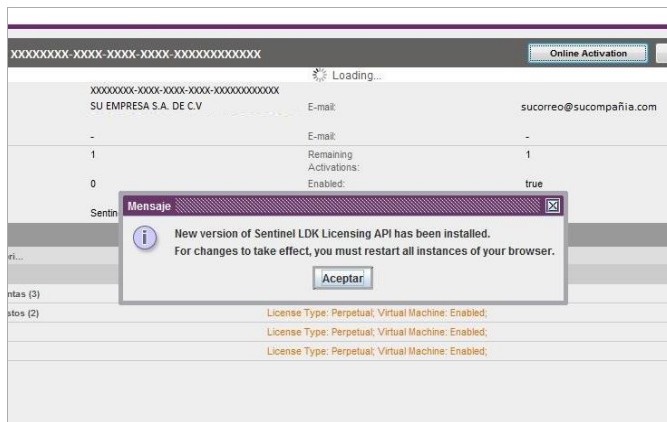 XXXXXXXX-XXXX-XXXX-XXXX-XXXXXXXXXXXX
Online Activation
Loading...
XXXXXXXX-XXXX-XXXX-XXXX-XXXXXXXXXXXX
SU EMPRESA S.A. DE C.V
E-mail:
sucorreo@sucompañia.com
-
E-mail:
-
1
Remaining
Activations:
1
0
Enabled:
true
Sentin
Mensaje
New version of Sentinel LDK Licensing API has been installed.
For changes to take effect, you must restart all instances of your browser.
Aceptar
ori...
ntas (3)
stos (2)
License Type: Perpetual; Virtual Machine: Enabled;
License Type: Perpetual; Virtual Machine: Enabled;
License Type: Perpetual; Virtual Machine: Enabled;